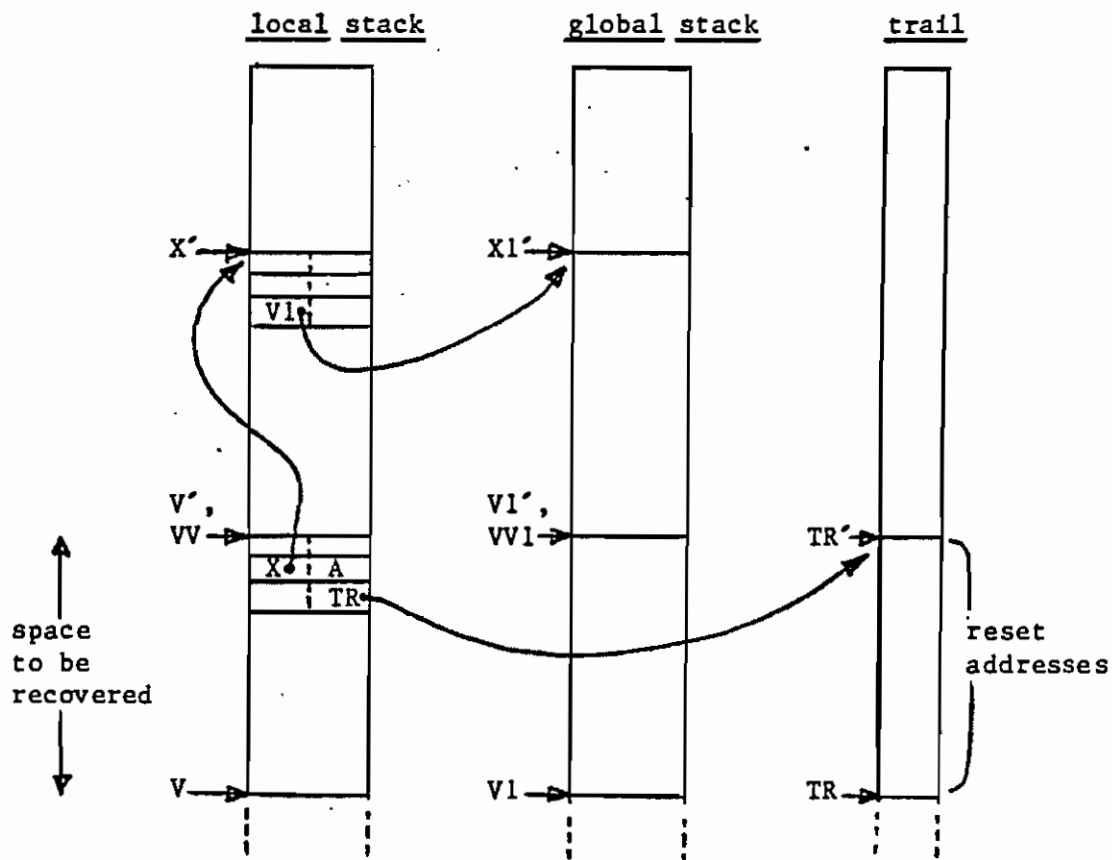 local stack
global stack
trail
X′
X1′
V1
V′,
VV
V1′,
VV1
TR′
X A
TR
space
to be
recovered
reset
addresses
V
V1
TR